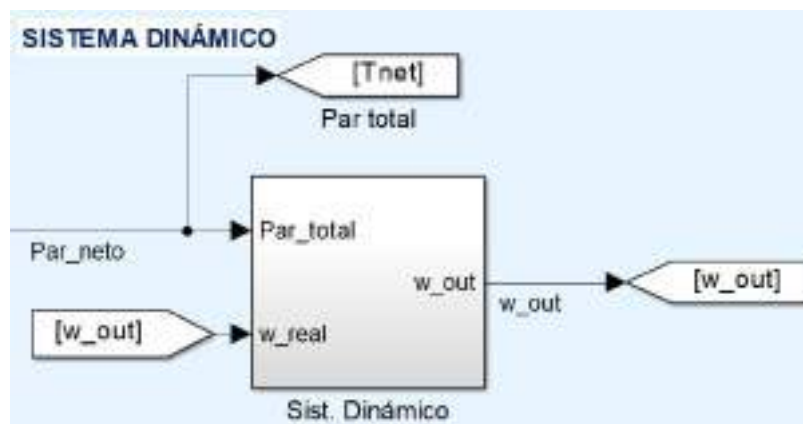 SISTEMA DINÁMICO
[Tnet]
Par total
Par_neto
Par_total
w_out
w_out
[w_out]
[w_out]
w_real
Sist. Dinámico